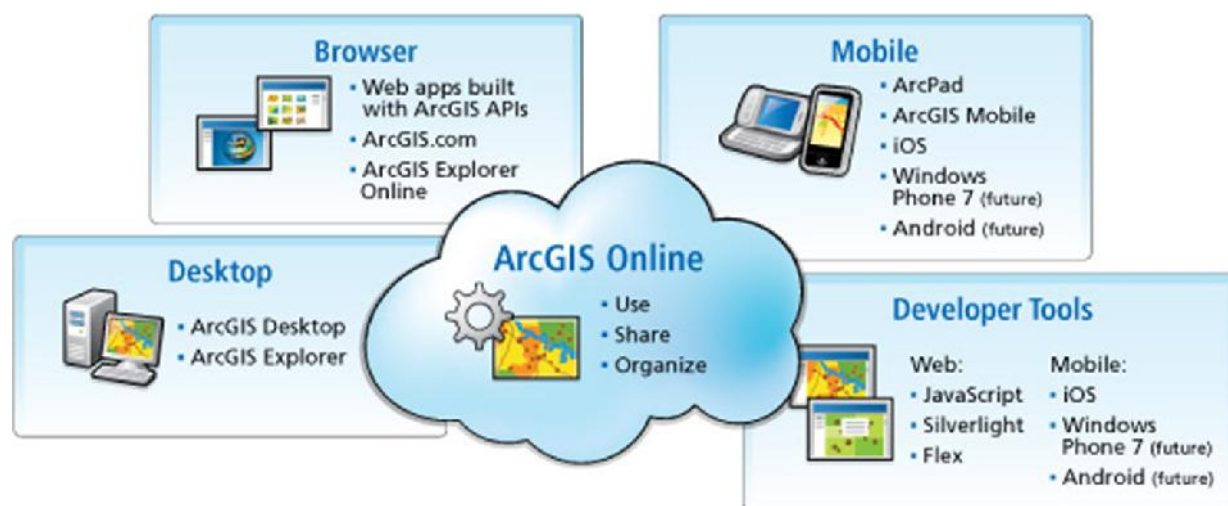 Browser
• Web apps built
with ArcGIS APIs
• ArcGIS.com
• ArcGIS Explorer
Online
Mobile
• ArcPad
• ArcGIS Mobile
• iOS
• Windows
Phone 7 (future)
• Android (future)
Desktop
• ArcGIS Desktop
• ArcGIS Explorer
ArcGIS Online
• Use
• Share
• Organize
Developer Tools
Web:
• JavaScript
• Silverlight
• Flex
Mobile:
• iOS
• Windows
Phone 7 (future)
• Android (future)